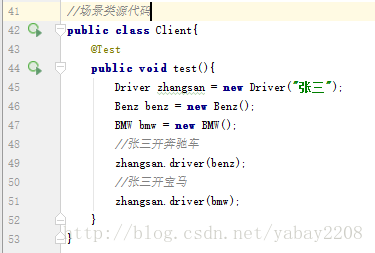 41 //场景类源代码
42 public class Client{
43 @Test
44 public void test(){
45 Driver zhangsan = new Driver("张三");
46 Benz benz = new Benz();
47 BMW bmw = new BMW();
48 //张三开奔驰车
49 zhangsan.driver(benz);
50 //张三开宝马
51 zhangsan.driver(bmw);
52 }
53 }
http://blog.csdn.net/yabay2208